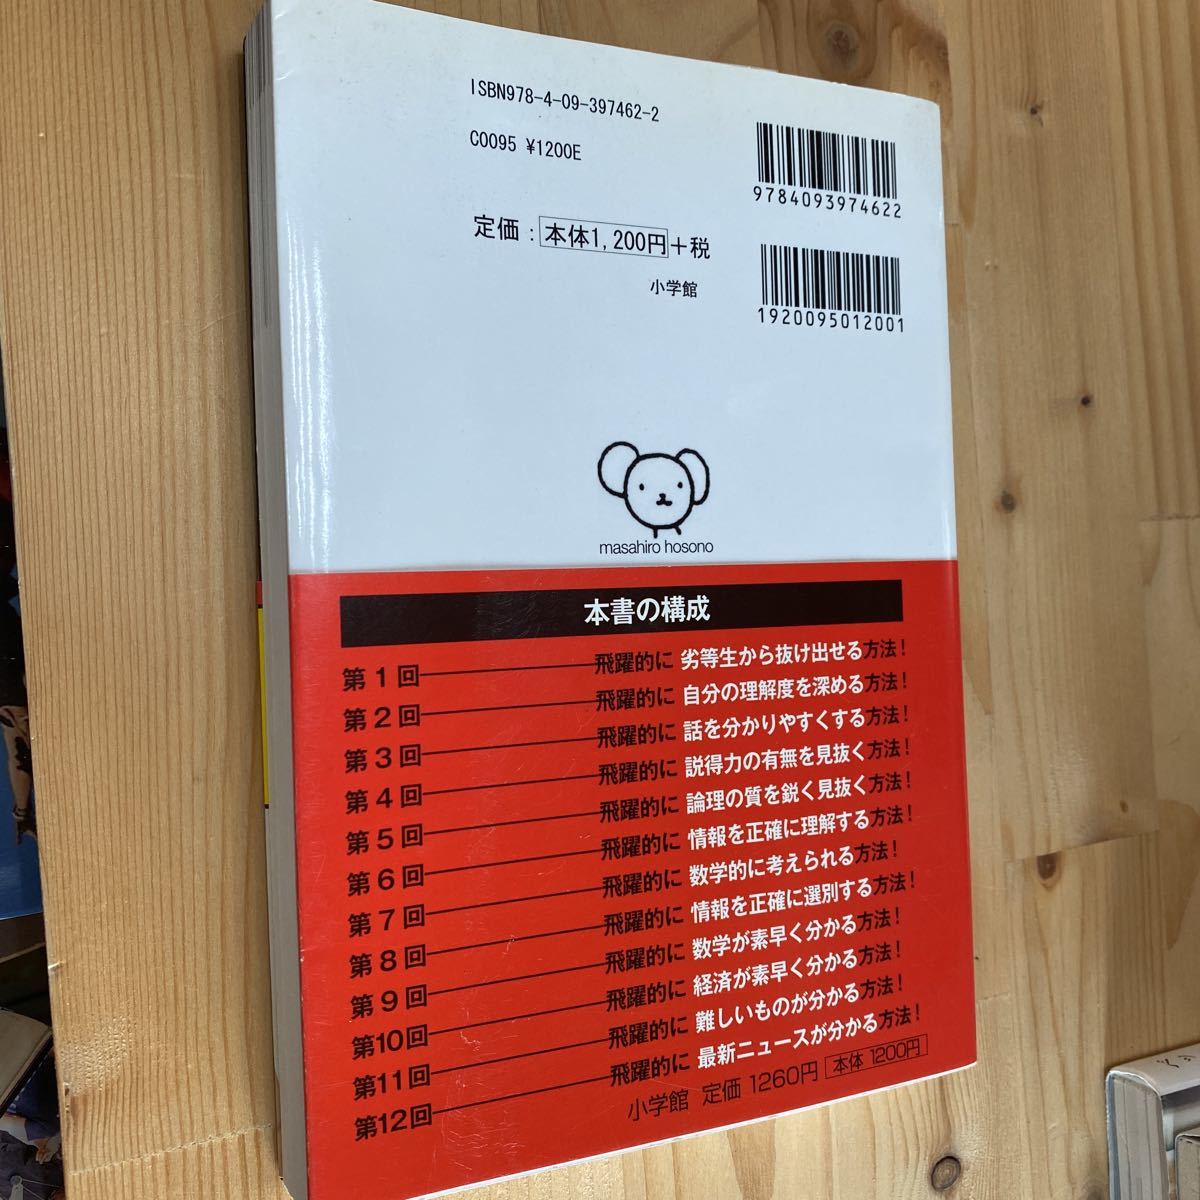 ISBN978-4-09-397462-2
C0095 ¥1200E
定価：本体1,200円+税
小学館
9784093974622
1920095012001
masahiro hosono
本書の構成
第1回 飛躍的に 劣等生から抜け出せる方法！
第2回 飛躍的に 自分の理解度を深める方法！
第3回 飛躍的に 話を分かりやすくする方法！
第4回 飛躍的に 説得力の有無を見抜く方法！
第5回 飛躍的に 論理の質を鋭く見抜く方法！
第6回 飛躍的に 情報を正確に理解する方法！
第7回 飛躍的に 数学的に考えられる方法！
第8回 飛躍的に 情報を正確に選別する方法！
第9回 飛躍的に 数学が素早く分かる方法！
第10回 飛躍的に 経済が素早く分かる方法！
第11回 飛躍的に 難しいものが分かる方法！
第12回 飛躍的に 最新ニュースが分かる方法！
小学館 定価 1260円 本体 1200円